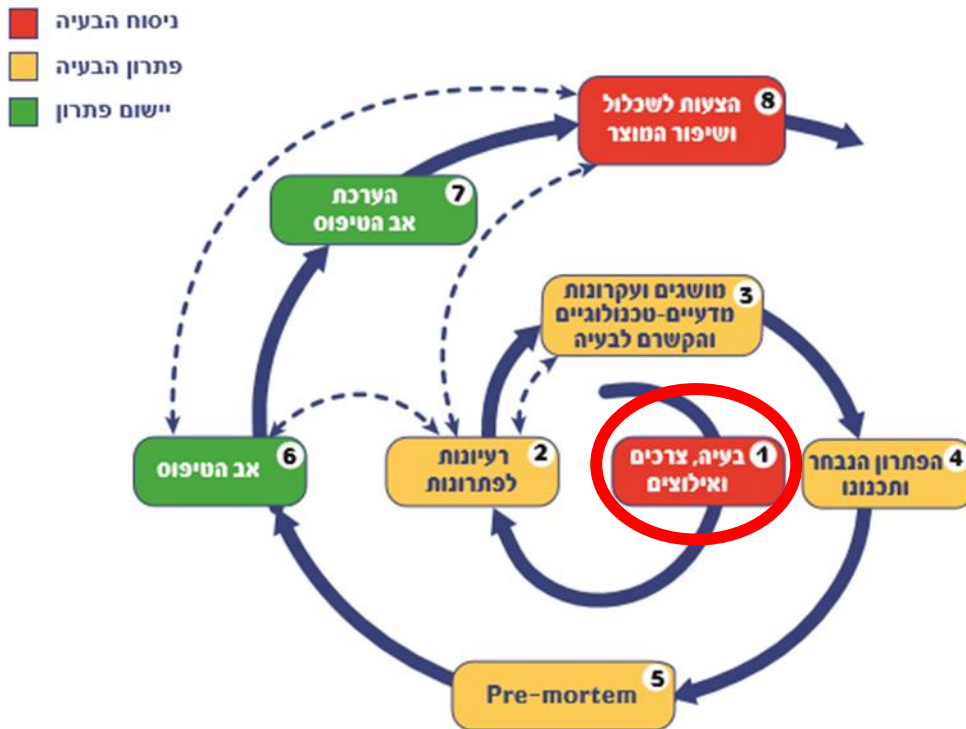 ניסוח הבעיה
פתרון הבעיה
יישום פתרון
8
הצעות לשכלול
ושיפור המוצר
7
הערכת
אב הטיפוס
3
מושגים ועקרונות
מדעיים-טכנולוגיים
והקשרם לבעיה
6
אב הטיפוס
2
רעיונות
לפתרונות
1
בעיה, צרכים
ואילוצים
4
הפתרון הנבחר
ותכנונו
5
Pre-mortem